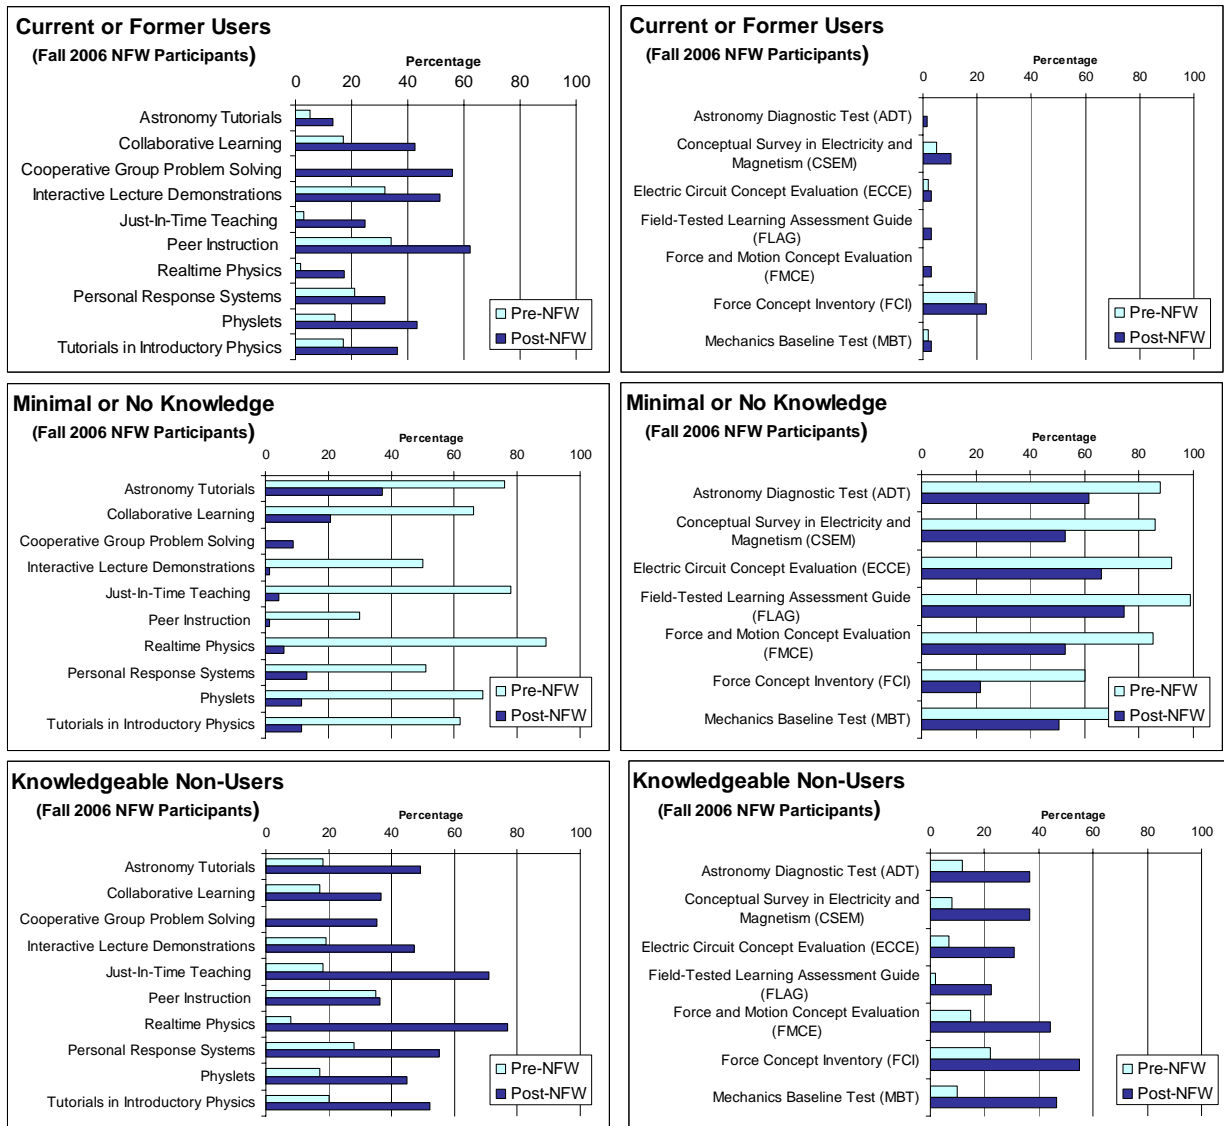 Current or Former Users
(Fall 2006 NFW Participants)
Percentage
0 20 40 60 80 100
Astronomy Tutorials
Collaborative Learning
Cooperative Group Problem Solving
Interactive Lecture Demonstrations
Just-In-Time Teaching
Peer Instruction
Realtime Physics
Personal Response Systems
Physlets
Tutorials in Introductory Physics
Pre-NFW
Post-NFW
Current or Former Users
(Fall 2006 NFW Participants)
Percentage
0 20 40 60 80 100
Astronomy Diagnostic Test (ADT)
Conceptual Survey in Electricity and
Magnetism (CSEM)
Electric Circuit Concept Evaluation (ECCE)
Field-Tested Learning Assessment Guide
(FLAG)
Force and Motion Concept Evaluation
(FMCE)
Force Concept Inventory (FCI)
Mechanics Baseline Test (MBT)
Pre-NFW
Post-NFW
Minimal or No Knowledge
(Fall 2006 NFW Participants)
Percentage
0 20 40 60 80 100
Astronomy Tutorials
Collaborative Learning
Cooperative Group Problem Solving
Interactive Lecture Demonstrations
Just-In-Time Teaching
Peer Instruction
Realtime Physics
Personal Response Systems
Physlets
Tutorials in Introductory Physics
Pre-NFW
Post-NFW
Minimal or No Knowledge
(Fall 2006 NFW Participants)
Percentage
0 20 40 60 80 100
Astronomy Diagnostic Test (ADT)
Conceptual Survey in Electricity and
Magnetism (CSEM)
Electric Circuit Concept Evaluation (ECCE)
Field-Tested Learning Assessment Guide
(FLAG)
Force and Motion Concept Evaluation
(FMCE)
Force Concept Inventory (FCI)
Mechanics Baseline Test (MBT)
Pre-NFW
Post-NFW
Knowledgeable Non-Users
(Fall 2006 NFW Participants)
Percentage
0 20 40 60 80 100
Astronomy Tutorials
Collaborative Learning
Cooperative Group Problem Solving
Interactive Lecture Demonstrations
Just-In-Time Teaching
Peer Instruction
Realtime Physics
Personal Response Systems
Physlets
Tutorials in Introductory Physics
Pre-NFW
Post-NFW
Knowledgeable Non-Users
(Fall 2006 NFW Participants)
Percentage
0 20 40 60 80 100
Astronomy Diagnostic Test (ADT)
Conceptual Survey in Electricity and
Magnetism (CSEM)
Electric Circuit Concept Evaluation (ECCE)
Field-Tested Learning Assessment Guide
(FLAG)
Force and Motion Concept Evaluation
(FMCE)
Force Concept Inventory (FCI)
Mechanics Baseline Test (MBT)
Pre-NFW
Post-NFW